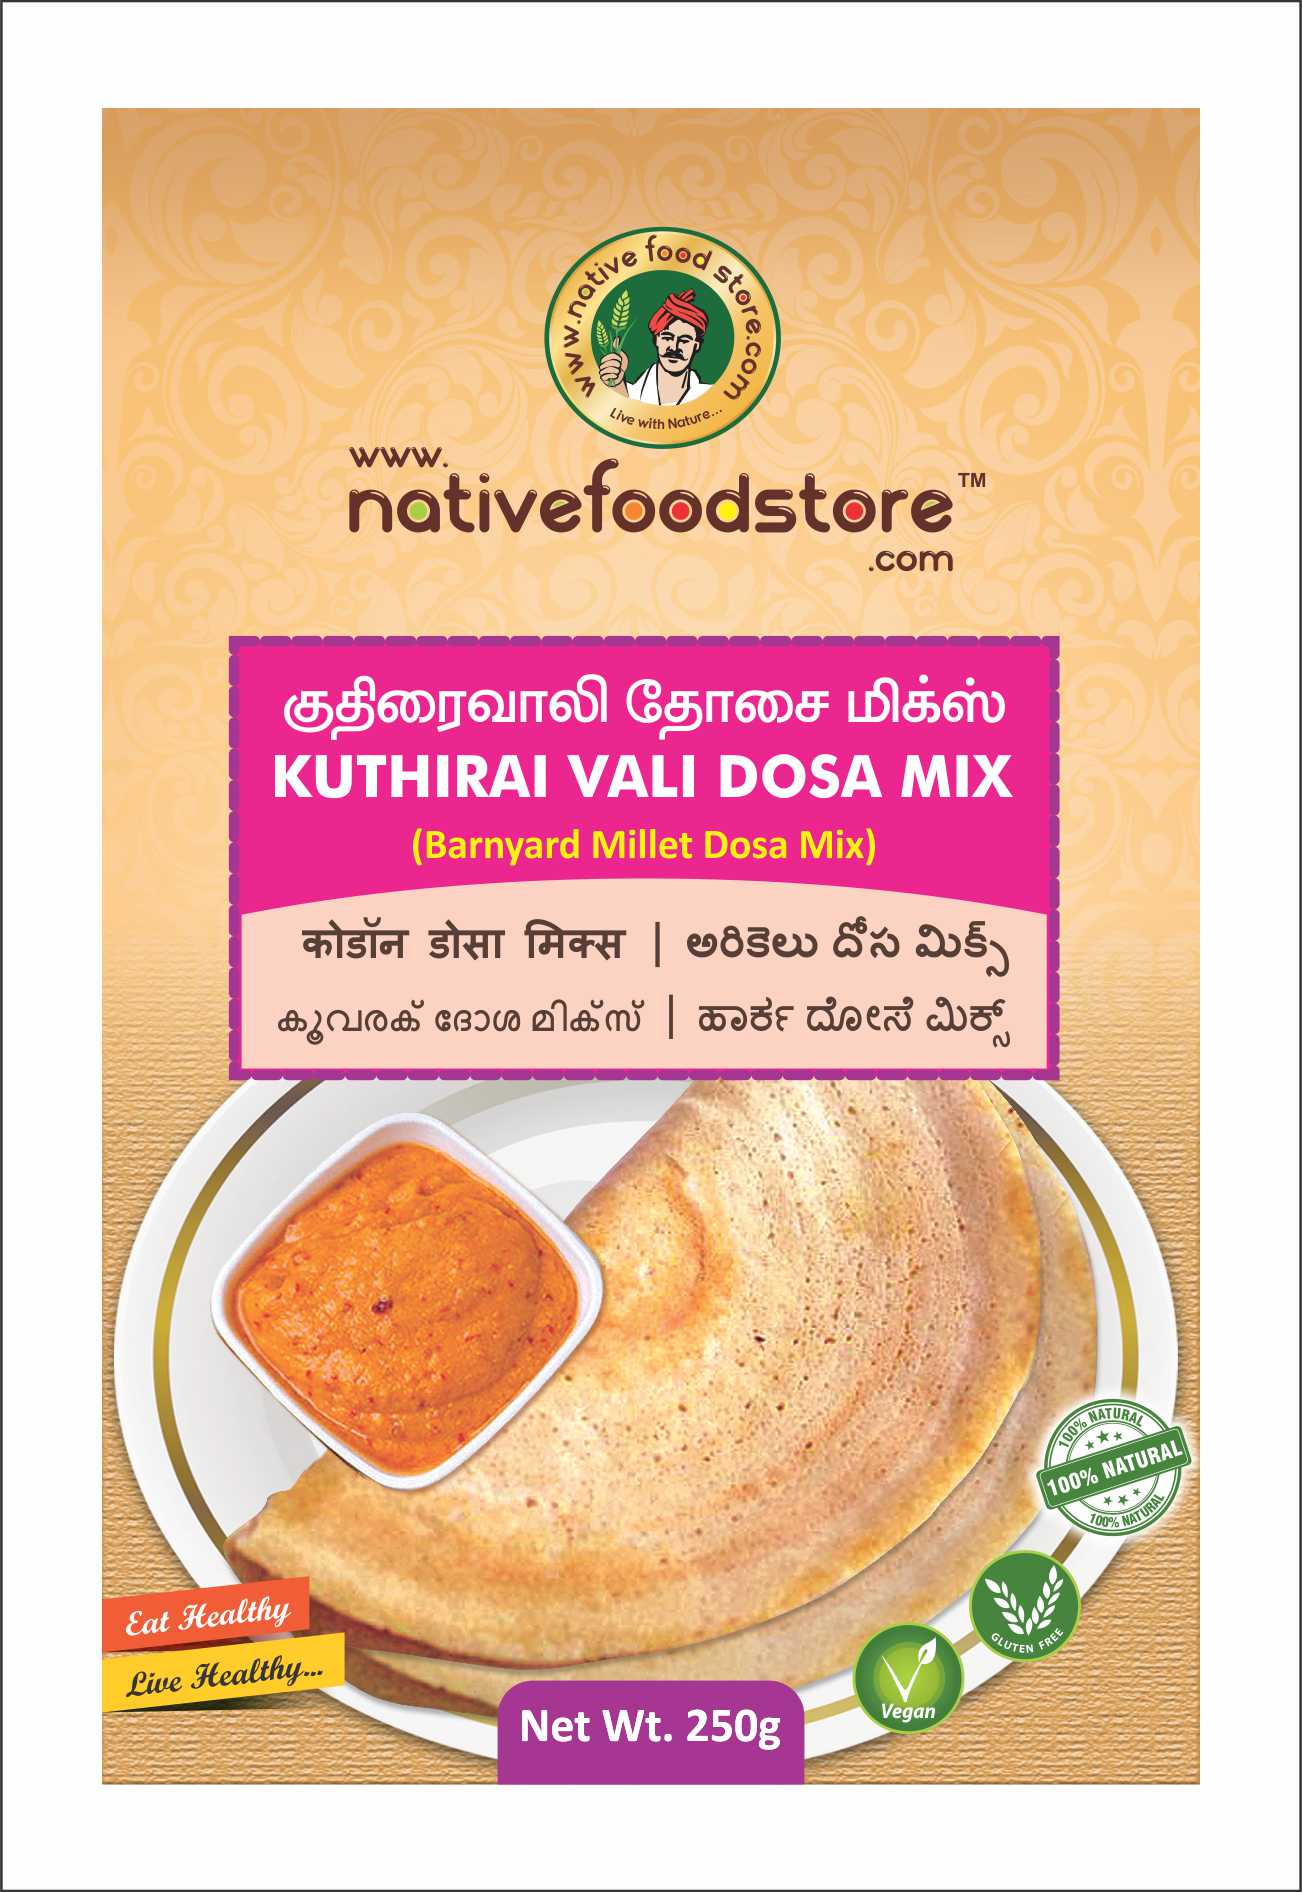 www.native food store.com
Live with Nature...
www.
nativefoodstore™
.com
குதிரைவாலி தோசை மிக்ஸ்
KUTHIRAI VALI DOSA MIX
(Barnyard Millet Dosa Mix)
कोडॉन डोसा मिक्स | అరికెలు దోస మిక్స్
കൂവരക് ദോശ മിക്സ് | ಹಾರ್ಕ ದೋಸೆ ಮಿಕ್ಸ್
100% NATURAL
100% NATURAL
100% NATURAL
GLUTEN FREE
Eat Healthy
Live Healthy...
Vegan
Net Wt. 250g